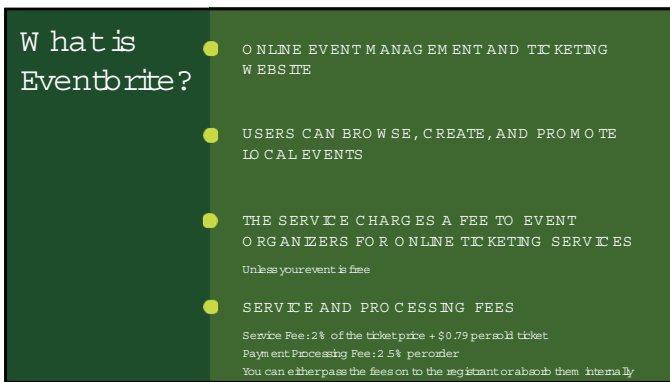 What is
Eventbrite?
ONLINE EVENT MANAGEMENT AND TICKETING
WEBSITE
USERS CAN BROWSE, CREATE, AND PROMOTE
LOCAL EVENTS
THE SERVICE CHARGES A FEE TO EVENT
ORGANIZERS FOR ONLINE TICKETING SERVICES
Unless your event is free
SERVICE AND PROCESSING FEES
Service Fee: 2% of the ticket price + $0.79 per sold ticket
Payment Processing Fee: 2.5% per order
You can either pass the fees on to the registrant or absorb them internally